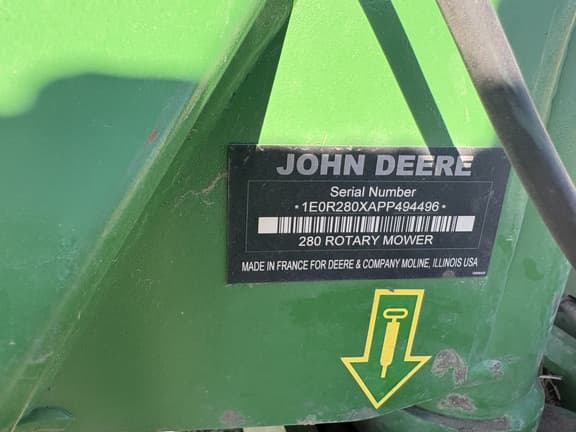 JOHN DEERE
Serial Number
•1E0R280XAPP494496•
280 ROTARY MOWER
MADE IN FRANCE FOR DEERE & COMPANY MOLINE, ILLINOIS USA